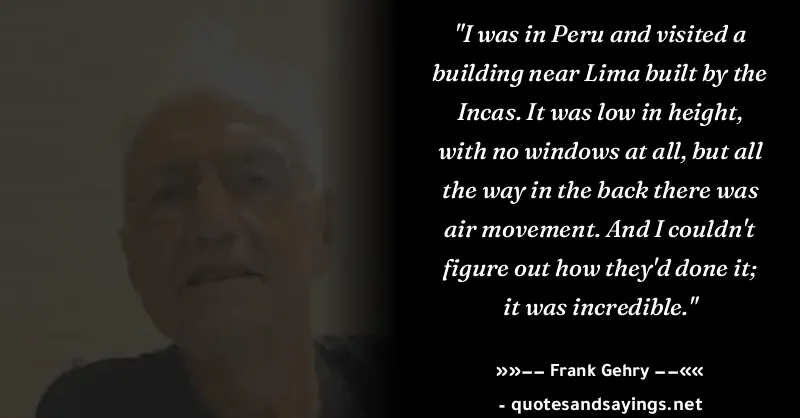 "I was in Peru and visited a
building near Lima built by the
Incas. It was low in height,
with no windows at all, but all
the way in the back there was
air movement. And I couldn't
figure out how they'd done it;
it was incredible."
»»−− Frank Gehry −−««
- quotesandsayings.net